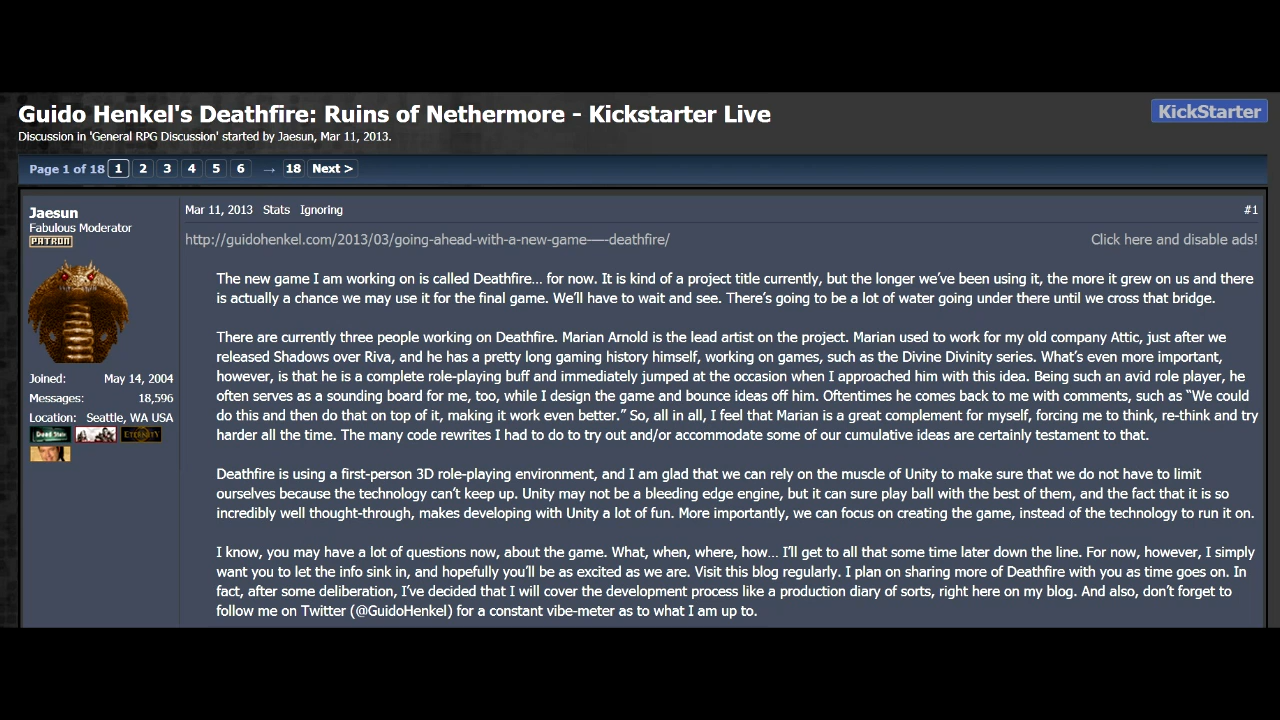 Guido Henkel's Deathfire: Ruins of Nethermore - Kickstarter Live
KickStarter
Discussion in 'General RPG Discussion' started by Jaesun, Mar 11, 2013.
Page 1 of 18 1 2 3 4 5 6 → 18 Next >
Jaesun
Fabulous Moderator
PATRON
Joined: May 14, 2004
Messages: 18,596
Location: Seattle, WA USA
Dead State
ETERNITY
Mar 11, 2013 Stats Ignoring #1
http://guidohenkel.com/2013/03/going-ahead-with-a-new-game-—-deathfire/
Click here and disable ads!
The new game I am working on is called Deathfire… for now. It is kind of a project title currently, but the longer we’ve been using it, the more it grew on us and there
is actually a chance we may use it for the final game. We’ll have to wait and see. There’s going to be a lot of water going under there until we cross that bridge.
There are currently three people working on Deathfire. Marian Arnold is the lead artist on the project. Marian used to work for my old company Attic, just after we
released Shadows over Riva, and he has a pretty long gaming history himself, working on games, such as the Divine Divinity series. What’s even more important,
however, is that he is a complete role-playing buff and immediately jumped at the occasion when I approached him with this idea. Being such an avid role player, he
often serves as a sounding board for me, too, while I design the game and bounce ideas off him. Oftentimes he comes back to me with comments, such as “We could
do this and then do that on top of it, making it work even better.” So, all in all, I feel that Marian is a great complement for myself, forcing me to think, re-think and try
harder all the time. The many code rewrites I had to do to try out and/or accommodate some of our cumulative ideas are certainly testament to that.
Deathfire is using a first-person 3D role-playing environment, and I am glad that we can rely on the muscle of Unity to make sure that we do not have to limit
ourselves because the technology can’t keep up. Unity may not be a bleeding edge engine, but it can sure play ball with the best of them, and the fact that it is so
incredibly well thought-through, makes developing with Unity a lot of fun. More importantly, we can focus on creating the game, instead of the technology to run it on.
I know, you may have a lot of questions now, about the game. What, when, where, how… I’ll get to all that some time later down the line. For now, however, I simply
want you to let the info sink in, and hopefully you’ll be as excited as we are. Visit this blog regularly. I plan on sharing more of Deathfire with you as time goes on. In
fact, after some deliberation, I’ve decided that I will cover the development process like a production diary of sorts, right here on my blog. And also, don’t forget to
follow me on Twitter (@GuidoHenkel) for a constant vibe-meter as to what I am up to.